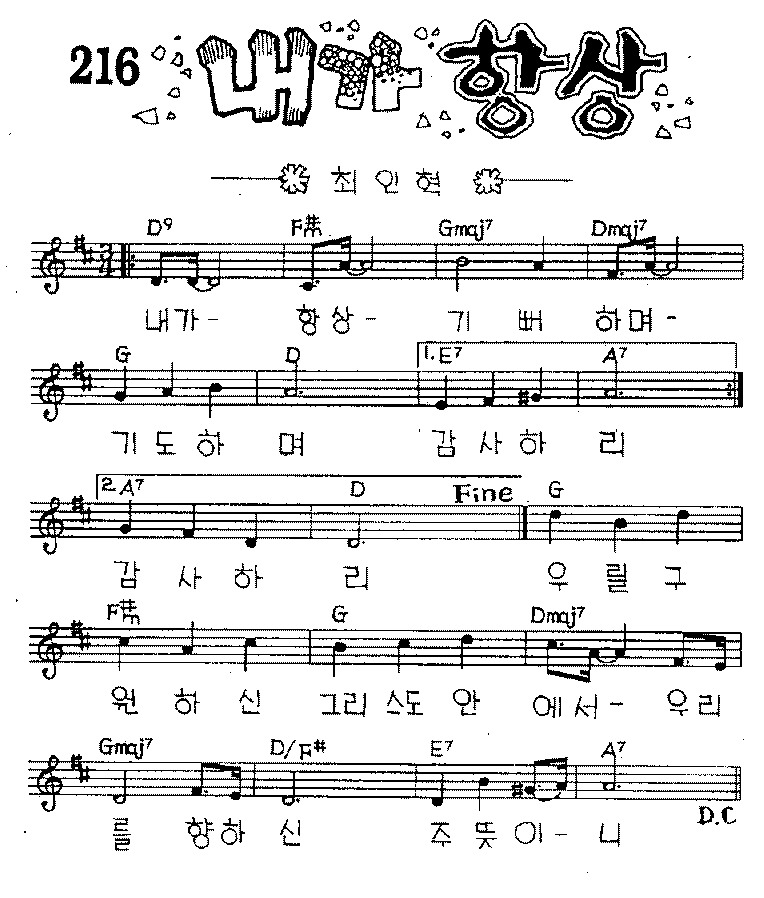 216 내가 항상
최인현
D9 F#m Gmaj7 Dmaj7
내가- 항상- 기 뻐 하며-
G D 1. E7 A7
기 도 하 며 감 사 하 리
2. A7 D Fine G
감 사 하 리 우 릴 구
F#m G Dmaj7
원 하 신 그리 스도 안 에서- 우리
Gmaj7 D/F# E7 A7
를 향하 신 주 뜻 이- 니
D.C